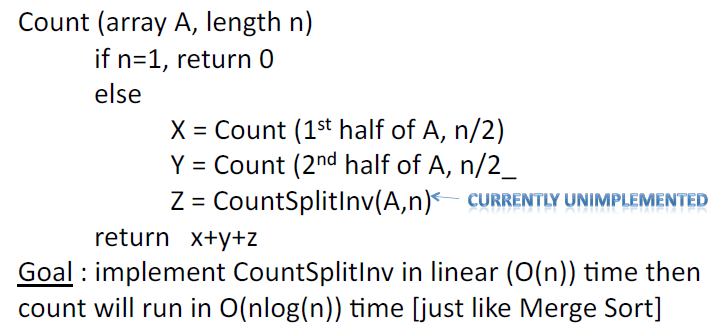 Count (array A, length n)
if n=1, return 0
else
X = Count (1st half of A, n/2)
Y = Count (2nd half of A, n/2_
Z = CountSplitInv(A,n) CURRENTLY UNIMPLEMENTED
return x+y+z
Goal : implement CountSplitInv in linear (O(n)) time then
count will run in O(nlog(n)) time [just like Merge Sort]